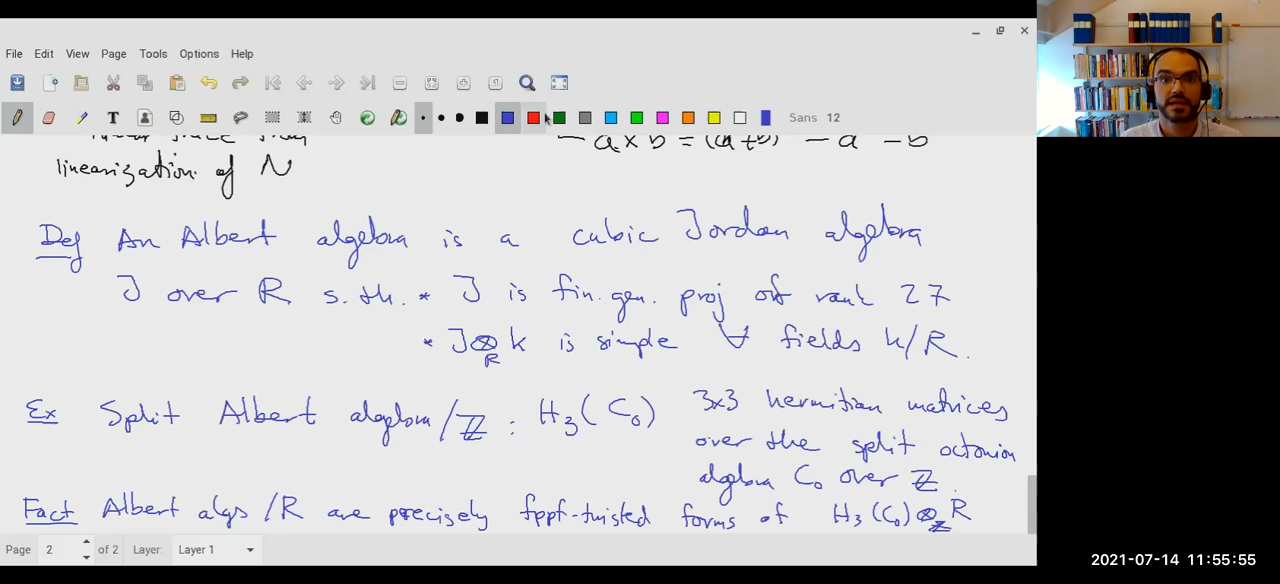 File Edit View Page Tools Options Help
T Sans 12
linearization of N
a × b = (a+b)# - a# - b#
Def An Albert algebra is a cubic Jordan algebra
J over R s.th. * J is fin. gen. proj of rank 27
* J⊗_R k is simple ∀ fields k/R.
Ex Split Albert algebra/ℤ : H₃(C₀) 3x3 hermitian matrices
over the split octonion
algebra C₀ over ℤ.
Fact Albert algs /R are precisely fppf-twisted forms of H₃(C₀)⊗_ℤ R
Page 2 of 2 Layer: Layer 1
2021-07-14 11:55:55